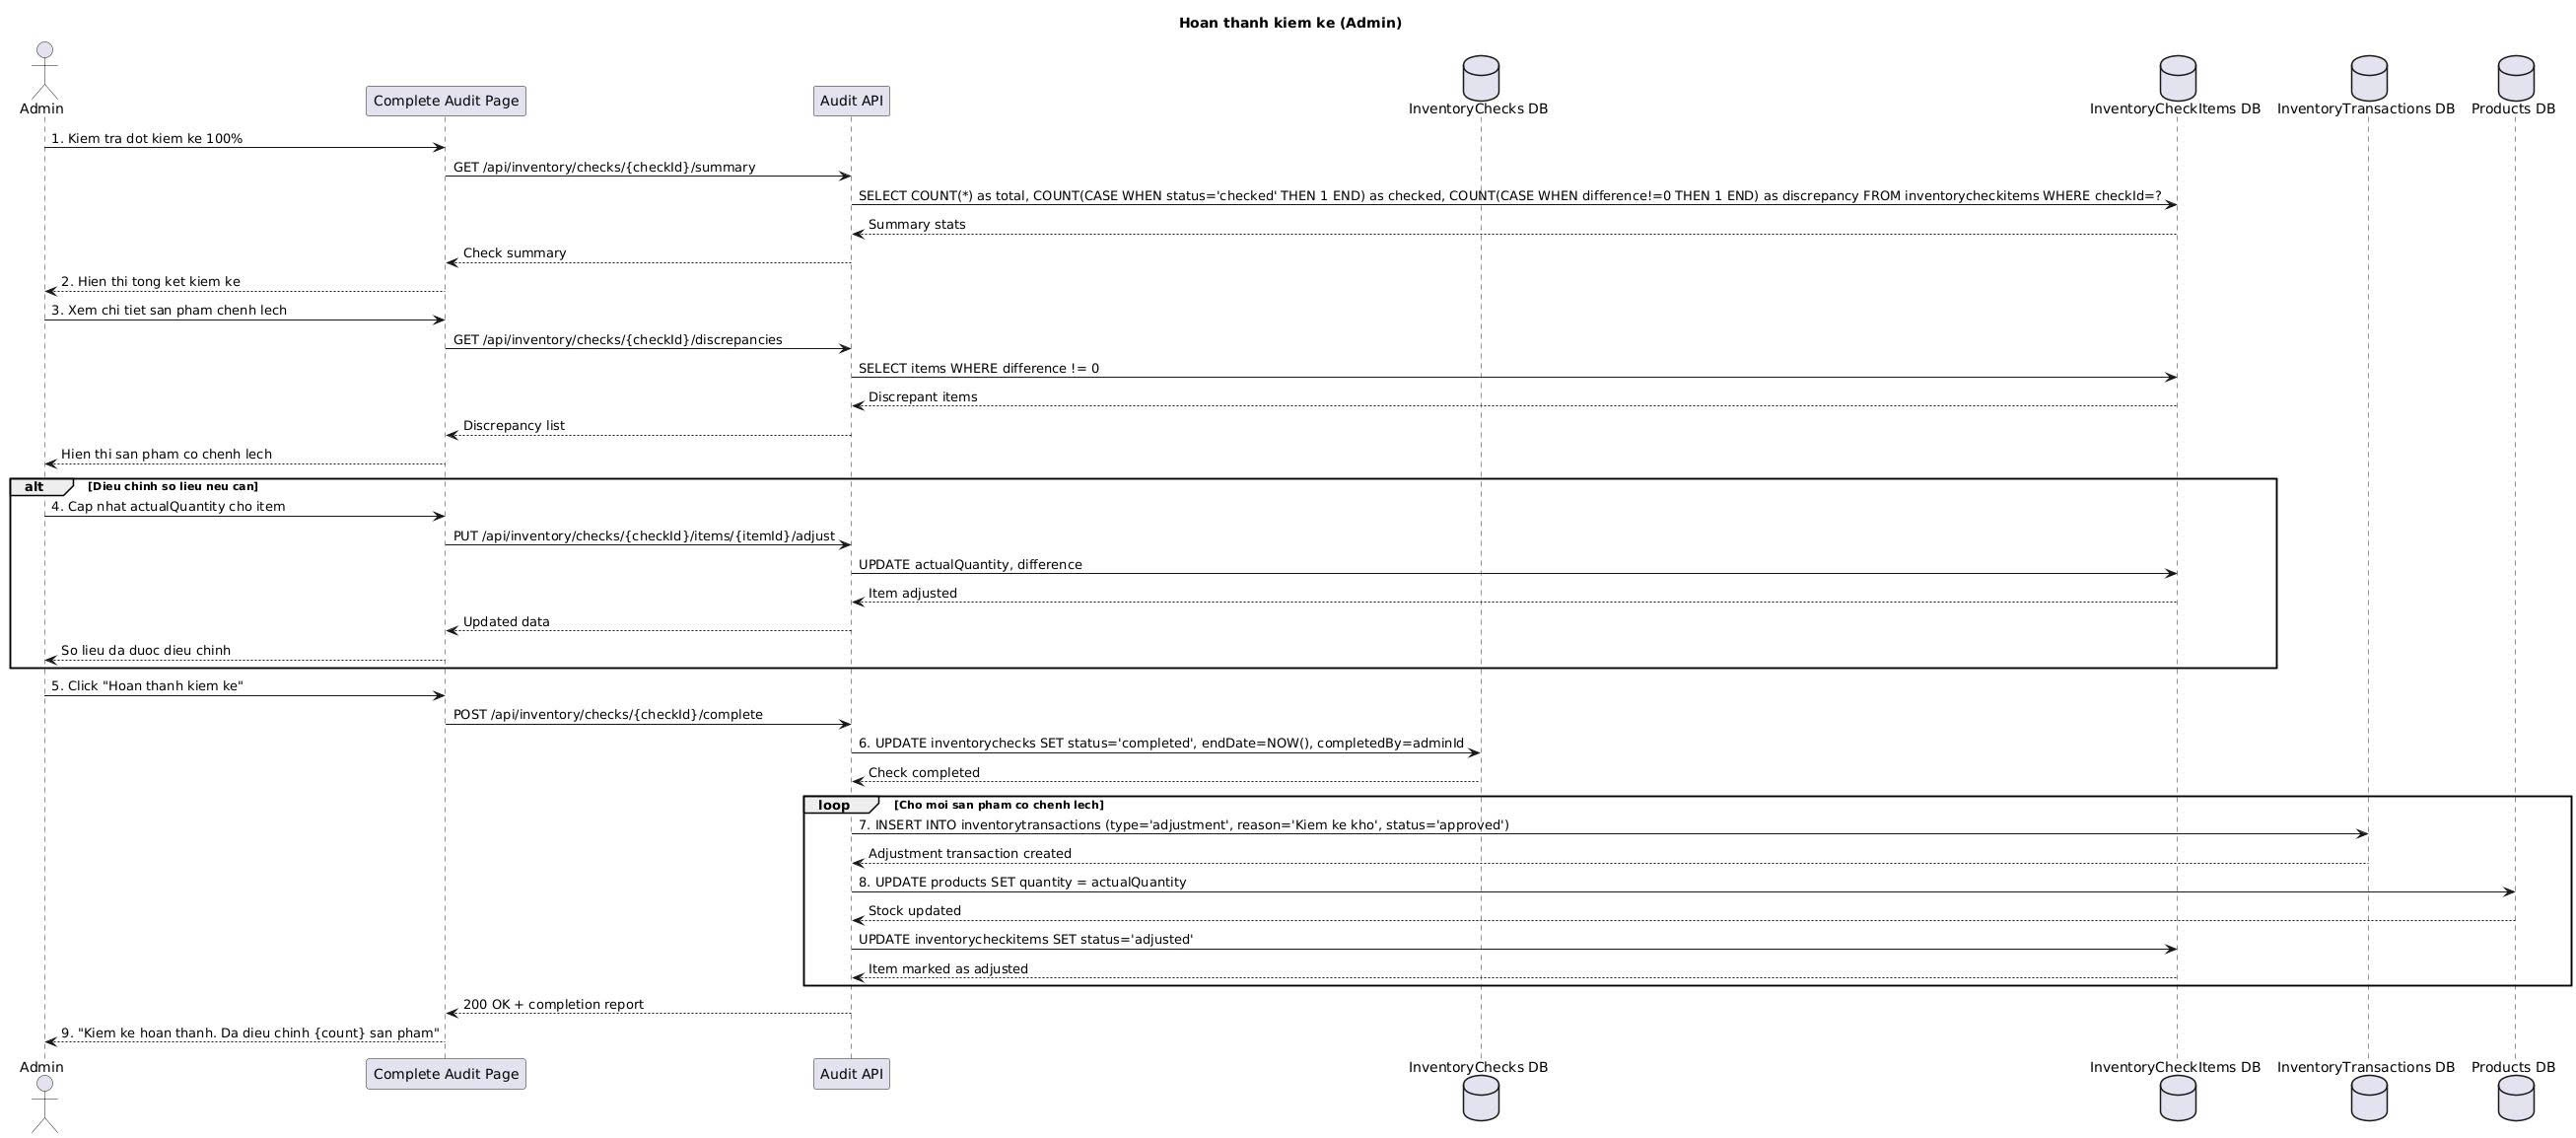 Hoan thanh kiem ke (Admin)
Admin
Complete Audit Page
Audit API
InventoryChecks DB
InventoryCheckItems DB
InventoryTransactions DB
Products DB
1. Kiem tra dot kiem ke 100%
GET /api/inventory/checks/{checkId}/summary
SELECT COUNT(*) as total, COUNT(CASE WHEN status='checked' THEN 1 END) as checked, COUNT(CASE WHEN difference!=0 THEN 1 END) as discrepancy FROM inventorycheckitems WHERE checkId=?
Summary stats
Check summary
2. Hien thi tong ket kiem ke
3. Xem chi tiet san pham chenh lech
GET /api/inventory/checks/{checkId}/discrepancies
SELECT items WHERE difference != 0
Discrepant items
Discrepancy list
Hien thi san pham co chenh lech
alt [Dieu chinh so lieu neu can]
4. Cap nhat actualQuantity cho item
PUT /api/inventory/checks/{checkId}/items/{itemId}/adjust
UPDATE actualQuantity, difference
Item adjusted
Updated data
So lieu da duoc dieu chinh
5. Click "Hoan thanh kiem ke"
POST /api/inventory/checks/{checkId}/complete
6. UPDATE inventorychecks SET status='completed', endDate=NOW(), completedBy=adminId
Check completed
loop [Cho moi san pham co chenh lech]
7. INSERT INTO inventorytransactions (type='adjustment', reason='Kiem ke kho', status='approved')
Adjustment transaction created
8. UPDATE products SET quantity = actualQuantity
Stock updated
UPDATE inventorycheckitems SET status='adjusted'
Item marked as adjusted
200 OK + completion report
9. "Kiem ke hoan thanh. Da dieu chinh {count} san pham"
Admin
Complete Audit Page
Audit API
InventoryChecks DB
InventoryCheckItems DB
InventoryTransactions DB
Products DB